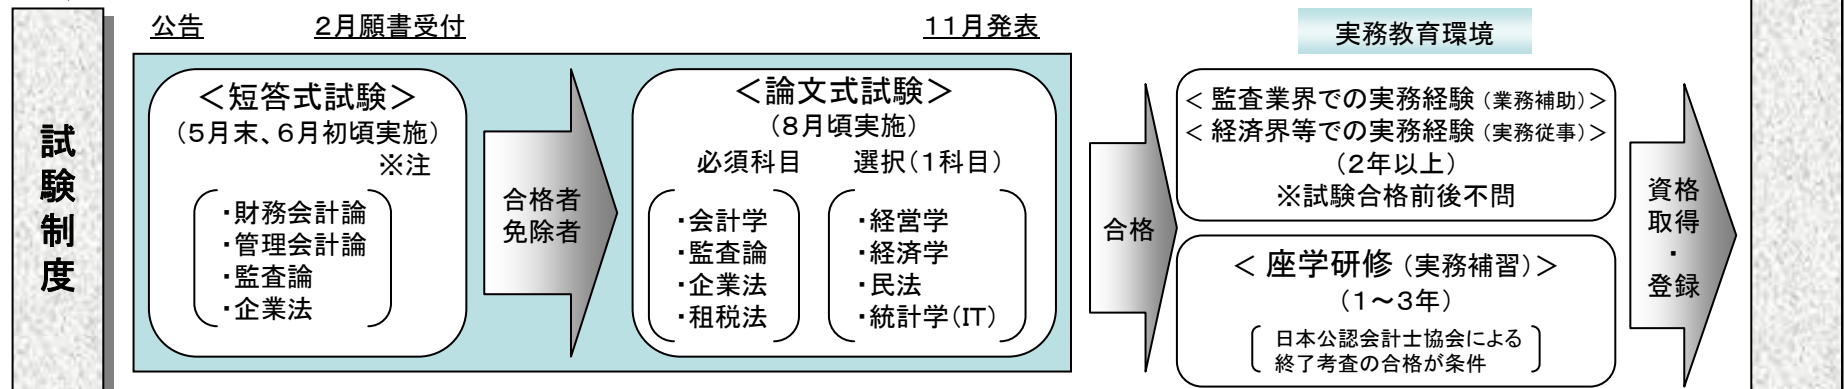 試験制度
公告
2月願書受付
11月発表
＜短答式試験＞
（5月末、6月初頃実施）
※注
・財務会計論
・管理会計論
・監査論
・企業法
合格者
免除者
＜論文式試験＞
（8月頃実施）
必須科目
・会計学
・監査論
・企業法
・租税法
選択（1科目）
・経営学
・経済学
・民法
・統計学（IT）
合格
実務教育環境
＜ 監査業界での実務経験（業務補助）＞
＜ 経済界等での実務経験（実務従事）＞
（2年以上）
※試験合格前後不問
＜ 座学研修（実務補習）＞
（1～3年）
日本公認会計士協会による
終了考査の合格が条件
資格
取得
・
登録